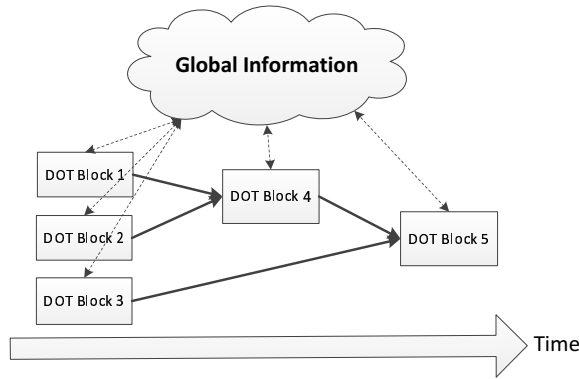 Global Information
DOT Block 1
DOT Block 4
DOT Block 2
DOT Block 5
DOT Block 3
Time